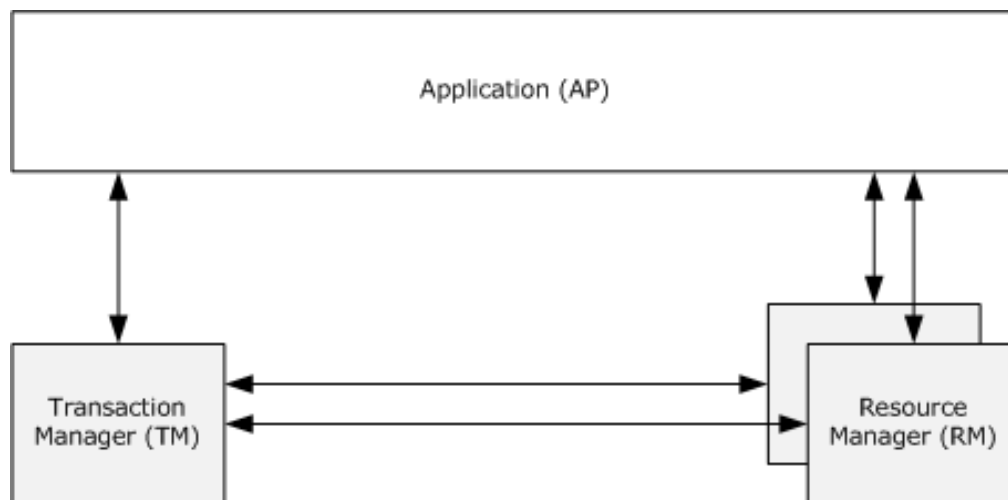 Application (AP)
Transaction
Manager (TM)
Resource
Manager (RM)